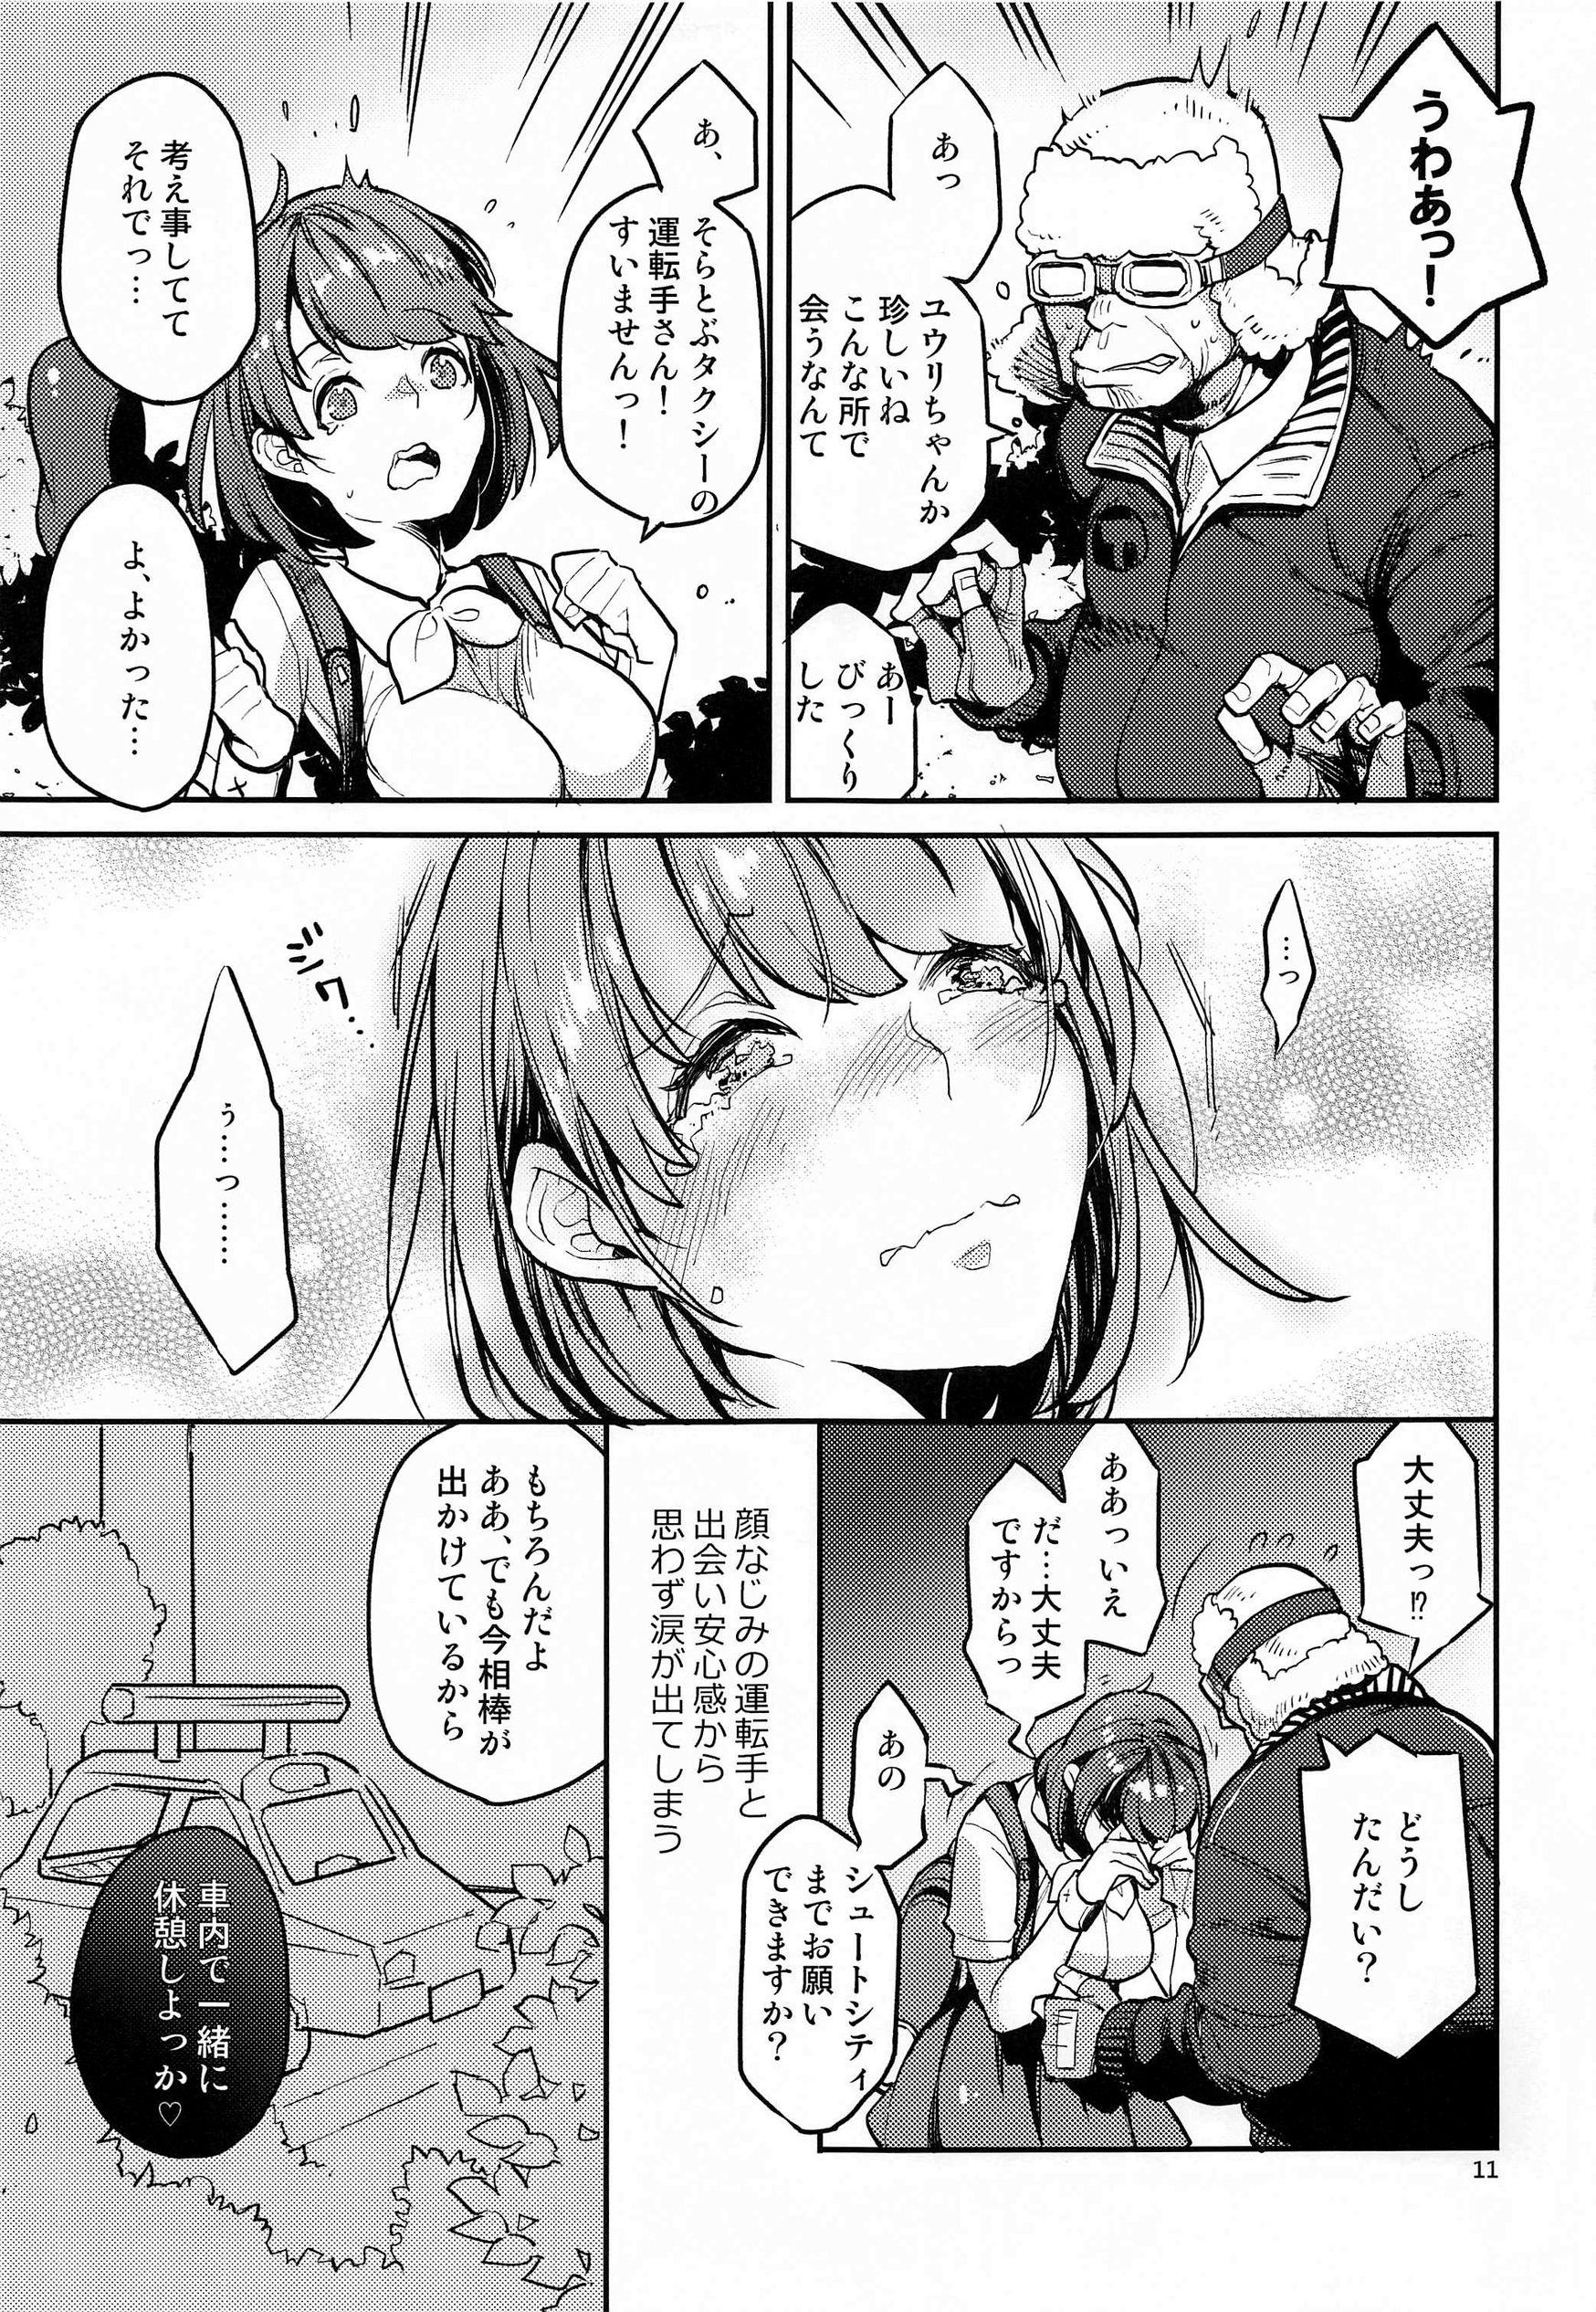 うわあっ!
あっ
ユウリちゃんか
珍しいね
こんな所で
会うなんて
あー
びっくり
した
あ、
そらとぶタクシーの
運転手さん!
すいませんっ!
考え事してて
それでっ…
よ、よかった…
…っ
ジワ…
う…っ……
大丈夫っ!?
どうし
たんだい?
ああっいえ
だ…大丈夫
ですからっ
あの
シュートシティ
までお願い
できますか?
顔なじみの運転手と
出会い安心感から
思わず涙が出てしまう
もちろんだよ
ああ、でも今相棒が
出かけているから
車内で一緒に
休憩しよっか♡
11